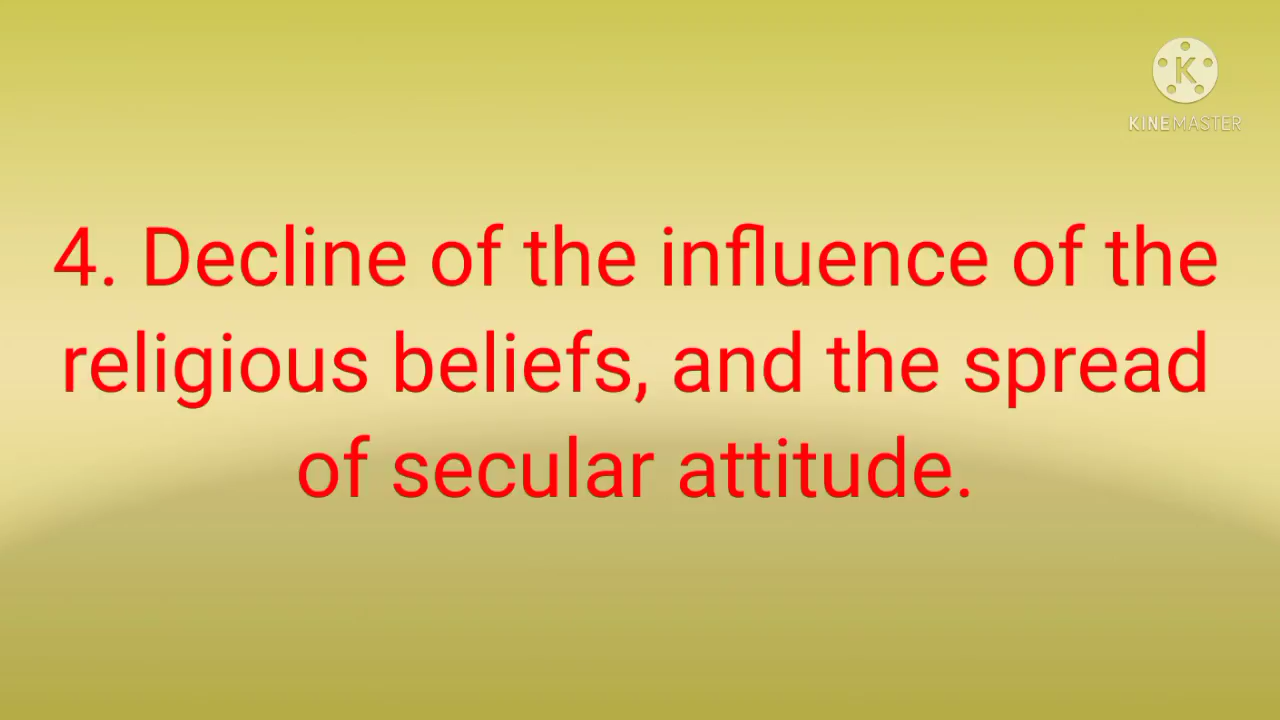 K
KINEMASTER
4. Decline of the influence of the
religious beliefs, and the spread
of secular attitude.